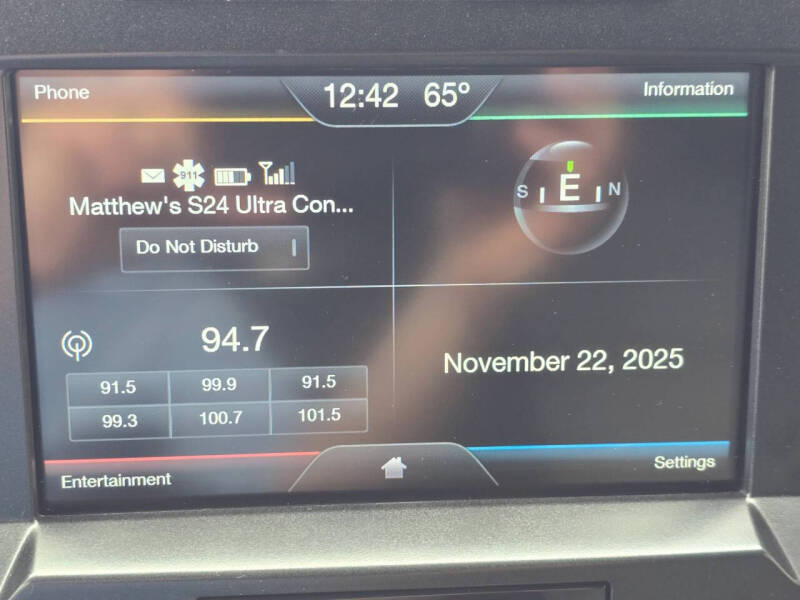 Phone
12:42 65°
Information
911
Matthew's S24 Ultra Con...
Do Not Disturb
S E N
94.7
91.5 99.9 91.5
99.3 100.7 101.5
November 22, 2025
Entertainment
Settings